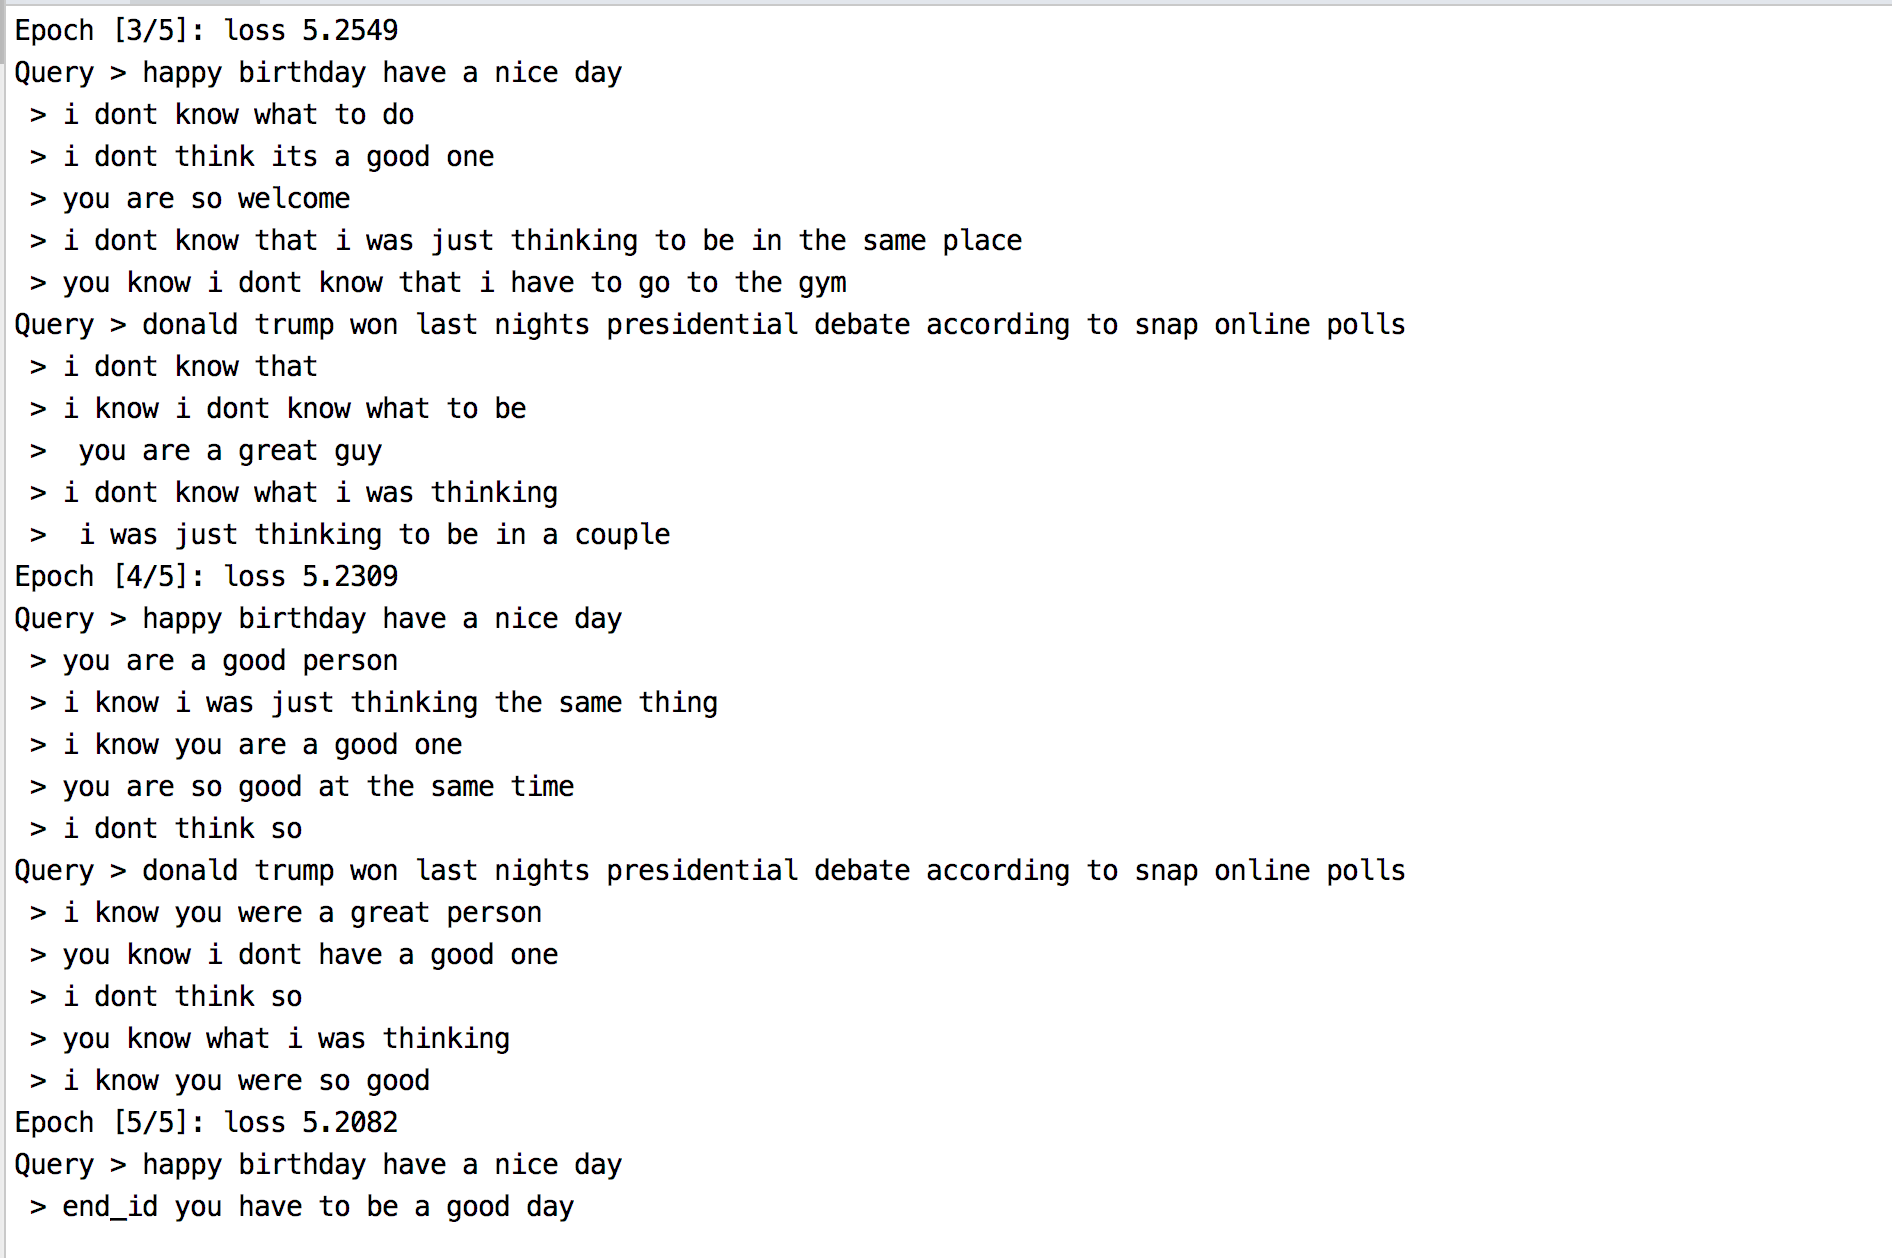 Epoch [3/5]: loss 5.2549
Query > happy birthday have a nice day
 > i dont know what to do
 > i dont think its a good one
 > you are so welcome
 > i dont know that i was just thinking to be in the same place
 > you know i dont know that i have to go to the gym
Query > donald trump won last nights presidential debate according to snap online polls
 > i dont know that
 > i know i dont know what to be
 >  you are a great guy
 > i dont know what i was thinking
 >  i was just thinking to be in a couple
Epoch [4/5]: loss 5.2309
Query > happy birthday have a nice day
 > you are a good person
 > i know i was just thinking the same thing
 > i know you are a good one
 > you are so good at the same time
 > i dont think so
Query > donald trump won last nights presidential debate according to snap online polls
 > i know you were a great person
 > you know i dont have a good one
 > i dont think so
 > you know what i was thinking
 > i know you were so good
Epoch [5/5]: loss 5.2082
Query > happy birthday have a nice day
 > end_id you have to be a good day